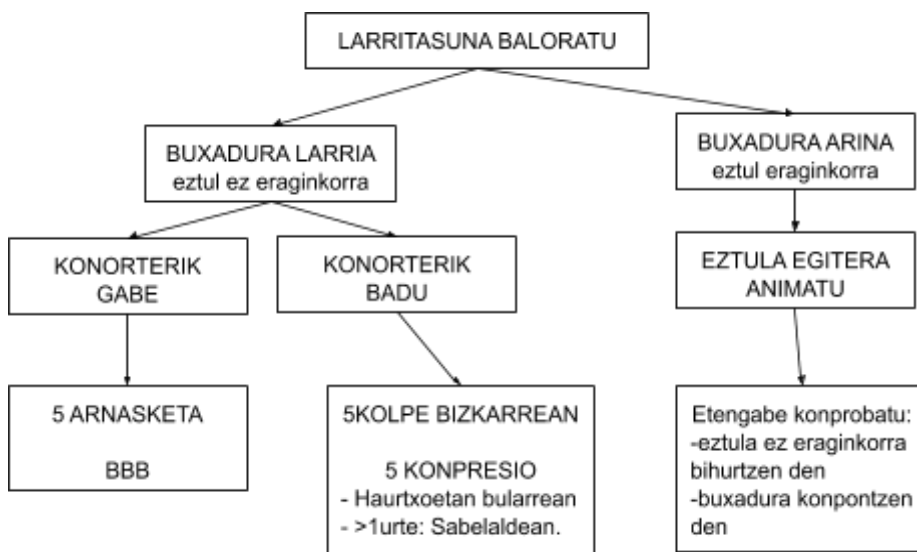 LARRITASUNA BALORATU
BUXADURA LARRIA
eztul ez eraginkorra
BUXADURA ARINA
eztul eraginkorra
KONORTERIK
GABE
KONORTERIK
BADU
EZTULA EGITERA
ANIMATU
5 ARNASKETA
BBB
5KOLPE BIZKARREAN
5 KONPRESIO
- Haurtxoetan bularrean
- >1urte: Sabelaldean.
Etengabe konprobatu:
-eztula ez eraginkorra
bihurtzen den
-buxadura konpontzen
den